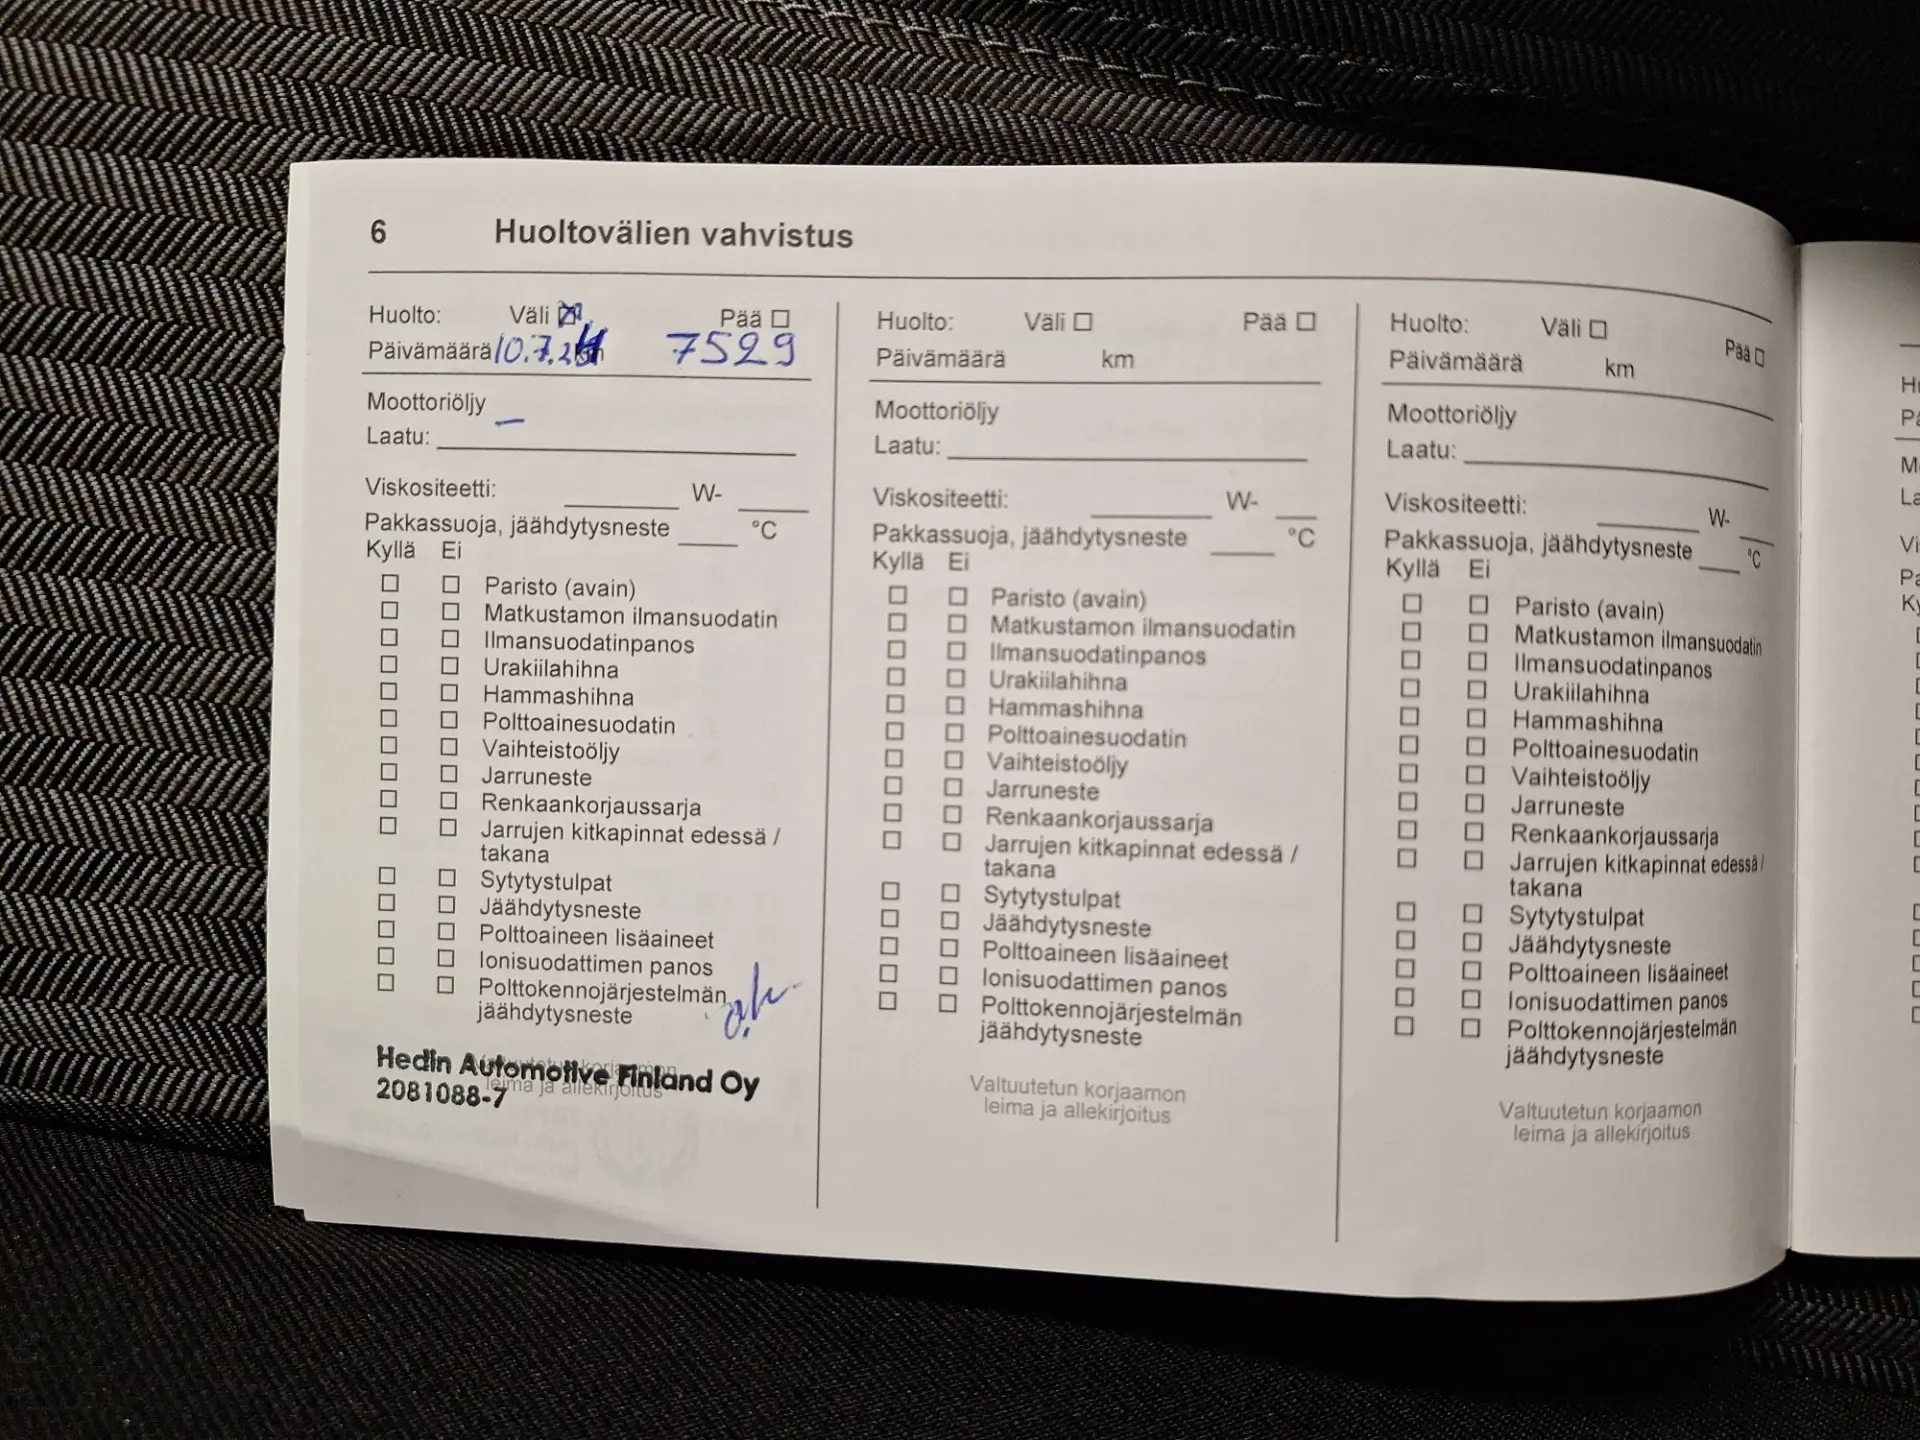 6 Huoltovälien vahvistus
Huolto: Väli Pää
Päivämäärä 10.7.24 7529
Moottoriöljy
Laatu: –
Viskositeetti: W-
Pakkassuoja, jäähdytysneste °C
Kyllä Ei
Paristo (avain)
Matkustamon ilmansuodatin
Ilmansuodatinpanos
Urakiilahihna
Hammashihna
Polttoainesuodatin
Vaihteistoöljy
Jarruneste
Renkaankorjaussarja
Jarrujen kitkapinnat edessä /
takana
Sytytystulpat
Jäähdytysneste
Polttoaineen lisäaineet
Ionisuodattimen panos
Polttokennojärjestelmän
jäähdytysneste
Hedin Automotive Finland Oy
2081088-7
Valtuutetun korjaamon
leima ja allekirjoitus
Huolto: Väli Pää
Päivämäärä km
Moottoriöljy
Laatu:
Viskositeetti: W-
Pakkassuoja, jäähdytysneste °C
Kyllä Ei
Paristo (avain)
Matkustamon ilmansuodatin
Ilmansuodatinpanos
Urakiilahihna
Hammashihna
Polttoainesuodatin
Vaihteistoöljy
Jarruneste
Renkaankorjaussarja
Jarrujen kitkapinnat edessä /
takana
Sytytystulpat
Jäähdytysneste
Polttoaineen lisäaineet
Ionisuodattimen panos
Polttokennojärjestelmän
jäähdytysneste
Valtuutetun korjaamon
leima ja allekirjoitus
Huolto: Väli Pää
Päivämäärä km
Moottoriöljy
Laatu:
Viskositeetti: W-
Pakkassuoja, jäähdytysneste °C
Kyllä Ei
Paristo (avain)
Matkustamon ilmansuodatin
Ilmansuodatinpanos
Urakiilahihna
Hammashihna
Polttoainesuodatin
Vaihteistoöljy
Jarruneste
Renkaankorjaussarja
Jarrujen kitkapinnat edessä /
takana
Sytytystulpat
Jäähdytysneste
Polttoaineen lisäaineet
Ionisuodattimen panos
Polttokennojärjestelmän
jäähdytysneste
Valtuutetun korjaamon
leima ja allekirjoitus